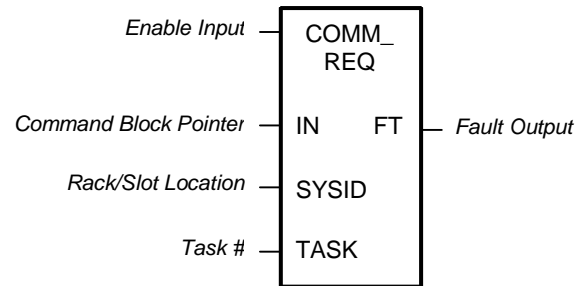 Enable Input
COMM_
REQ
Command Block Pointer
IN
FT
Fault Output
Rack/Slot Location
SYSID
Task #
TASK